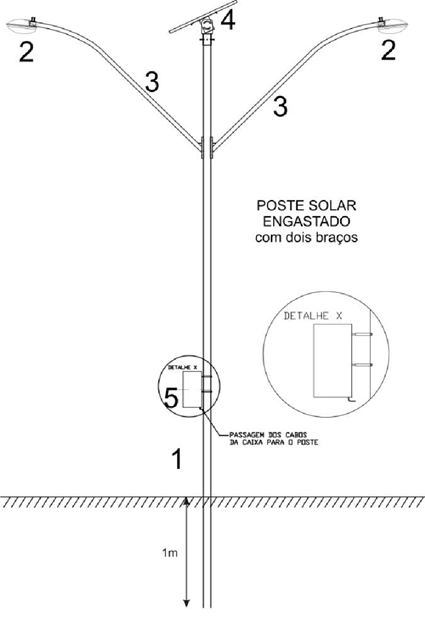 4
2
2
3
3
POSTE SOLAR
ENGASTADO
com dois braços
DETALHE X
DETALHE X
5
PASSAGEM DOS CABOS
DA CAIXA PARA O POSTE
1
1m